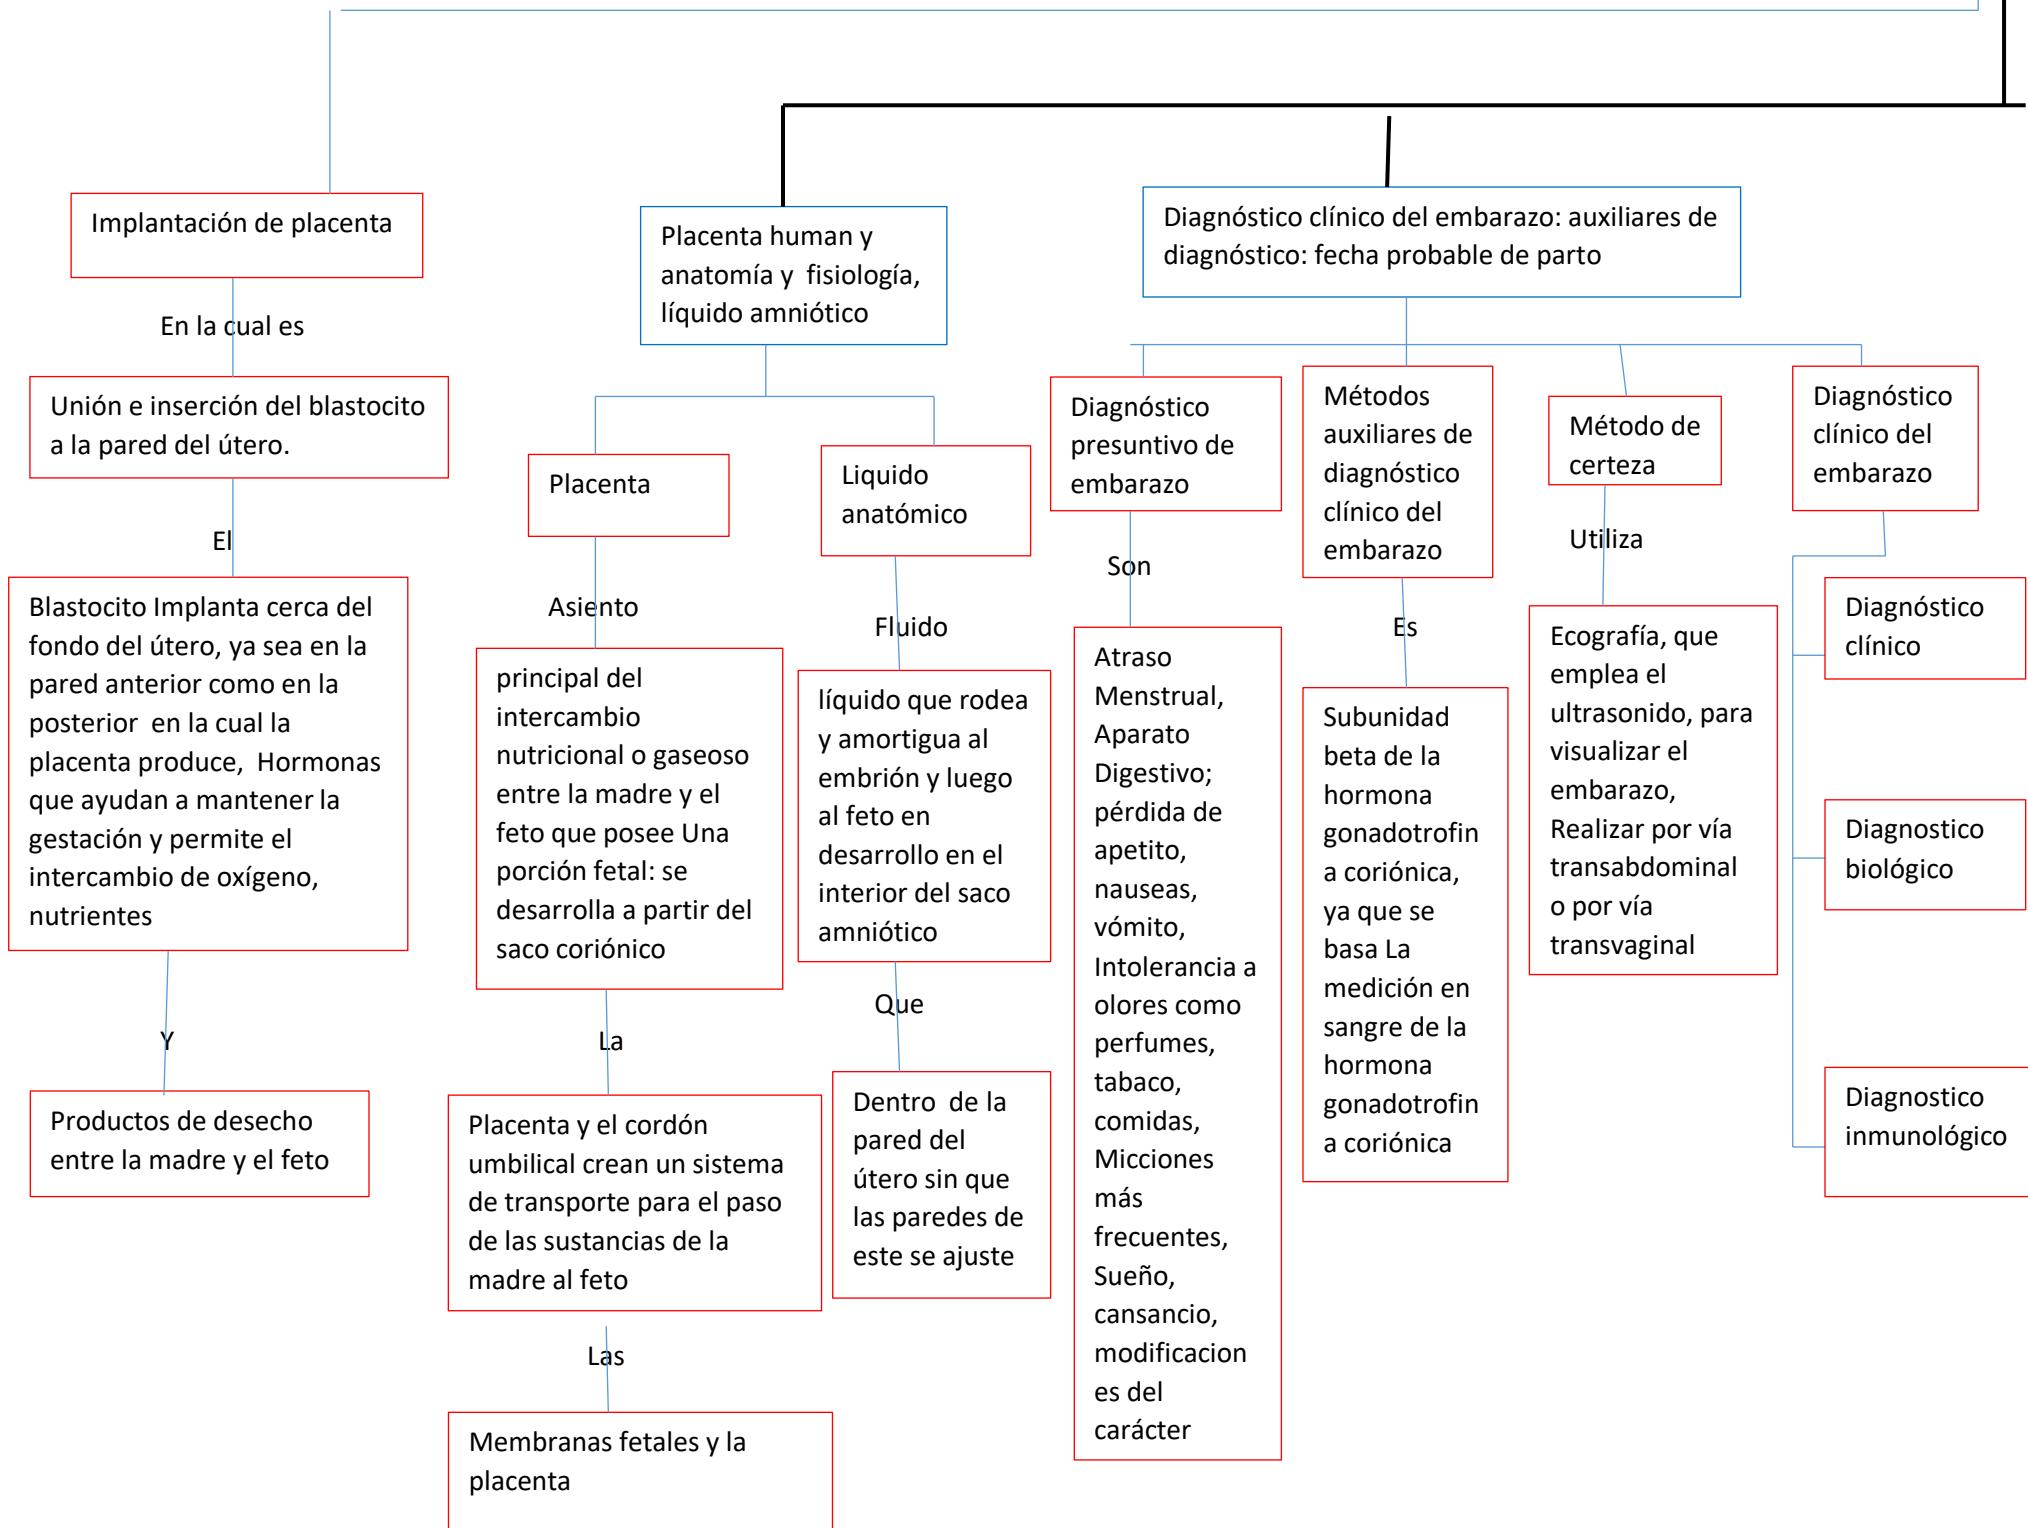 Implantación de placenta
En la cual es
Unión e inserción del blastocito
a la pared del útero.
El
Blastocito Implanta cerca del
fondo del útero, ya sea en la
pared anterior como en la
posterior  en la cual la
placenta produce,  Hormonas
que ayudan a mantener la
gestación y permite el
intercambio de oxígeno,
nutrientes
Y
Productos de desecho
entre la madre y el feto
Placenta human y
anatomía y  fisiología,
líquido amniótico
Placenta
Asiento
principal del
intercambio
nutricional o gaseoso
entre la madre y el
feto que posee Una
porción fetal: se
desarrolla a partir del
saco coriónico
La
Placenta y el cordón
umbilical crean un sistema
de transporte para el paso
de las sustancias de la
madre al feto
Las
Membranas fetales y la
placenta
Liquido
anatómico
Fluido
líquido que rodea
y amortigua al
embrión y luego
al feto en
desarrollo en el
interior del saco
amniótico
Que
Dentro  de la
pared del
útero sin que
las paredes de
este se ajuste
Diagnóstico clínico del embarazo: auxiliares de
diagnóstico: fecha probable de parto
Diagnóstico
presuntivo de
embarazo
Son
Atraso
Menstrual,
Aparato
Digestivo;
pérdida de
apetito,
nauseas,
vómito,
Intolerancia a
olores como
perfumes,
tabaco,
comidas,
Micciones
más
frecuentes,
Sueño,
cansancio,
modificacion
es del
carácter
Métodos
auxiliares de
diagnóstico
clínico del
embarazo
Es
Subunidad
beta de la
hormona
gonadotrofin
a coriónica,
ya que se
basa La
medición en
sangre de la
hormona
gonadotrofin
a coriónica
Método de
certeza
Utiliza
Ecografía, que
emplea el
ultrasonido, para
visualizar el
embarazo,
Realizar por vía
transabdominal
o por vía
transvaginal
Diagnóstico
clínico del
embarazo
Diagnóstico
clínico
Diagnostico
biológico
Diagnostico
inmunológico